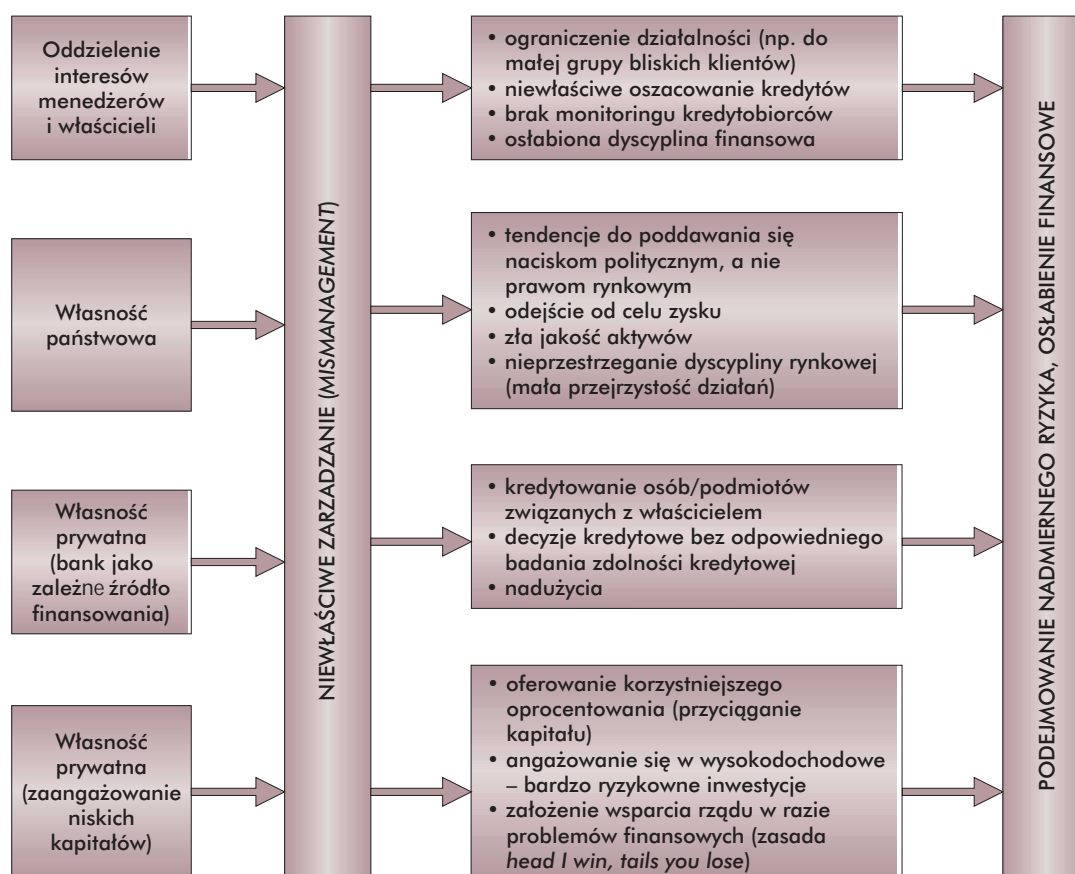 Oddzielenie
interesów
menedżerów
i właścicieli
Własność
państwowa
Własność
prywatna
(bank jako
zależne źródło
finansowania)
Własność
prywatna
(zaangażowanie
niskich
kapitałów)
NIEWŁAŚCIWE ZARZADZANIE (MISMANAGEMENT)
• ograniczenie działalności (np. do
małej grupy bliskich klientów)
• niewłaściwe oszacowanie kredytów
• brak monitoringu kredytobiorców
• osłabiona dyscyplina finansowa
• tendencje do poddawania się
naciskom politycznym, a nie
prawom rynkowym
• odejście od celu zysku
• zła jakość aktywów
• nieprzestrzeganie dyscypliny rynkowej
(mała przejrzystość działań)
• kredytowanie osób/podmiotów
związanych z właścicielem
• decyzje kredytowe bez odpowiedniego
badania zdolności kredytowej
• nadużycia
• oferowanie korzystniejszego
oprocentowania (przyciąganie
kapitału)
• angażowanie się w wysokodochodowe
– bardzo ryzykowne inwestycje
• założenie wsparcia rządu w razie
problemów finansowych (zasada
head I win, tails you lose)
PODEJMOWANIE NADMIERNEGO RYZYKA, OSŁABIENIE FINANSOWE